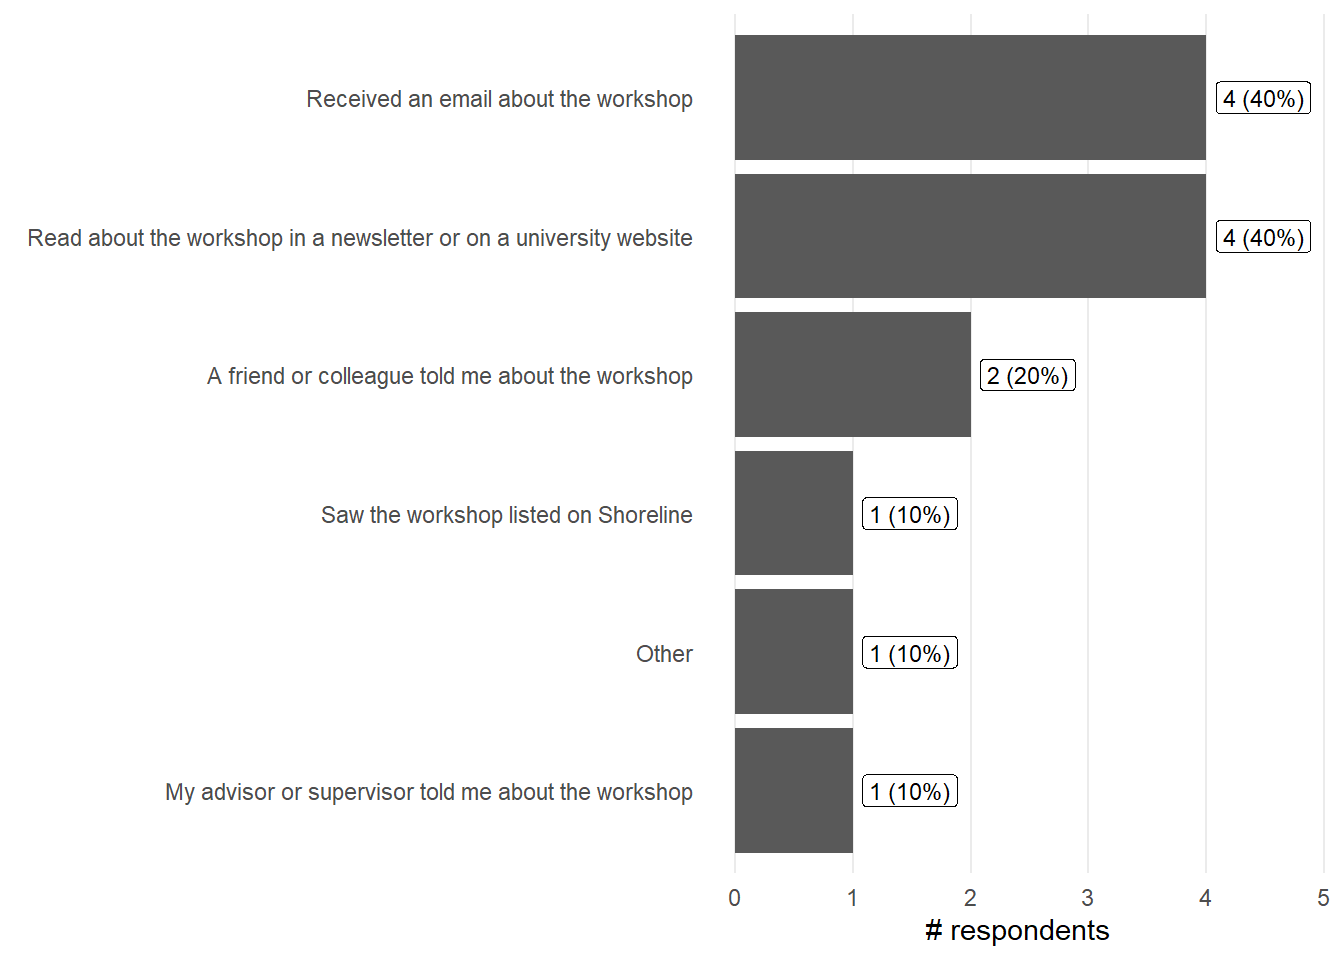 Received an email about the workshop
4 (40%)
Read about the workshop in a newsletter or on a university website
4 (40%)
A friend or colleague told me about the workshop
2 (20%)
Saw the workshop listed on Shoreline
1 (10%)
Other
1 (10%)
My advisor or supervisor told me about the workshop
1 (10%)
0 1 2 3 4 5
# respondents